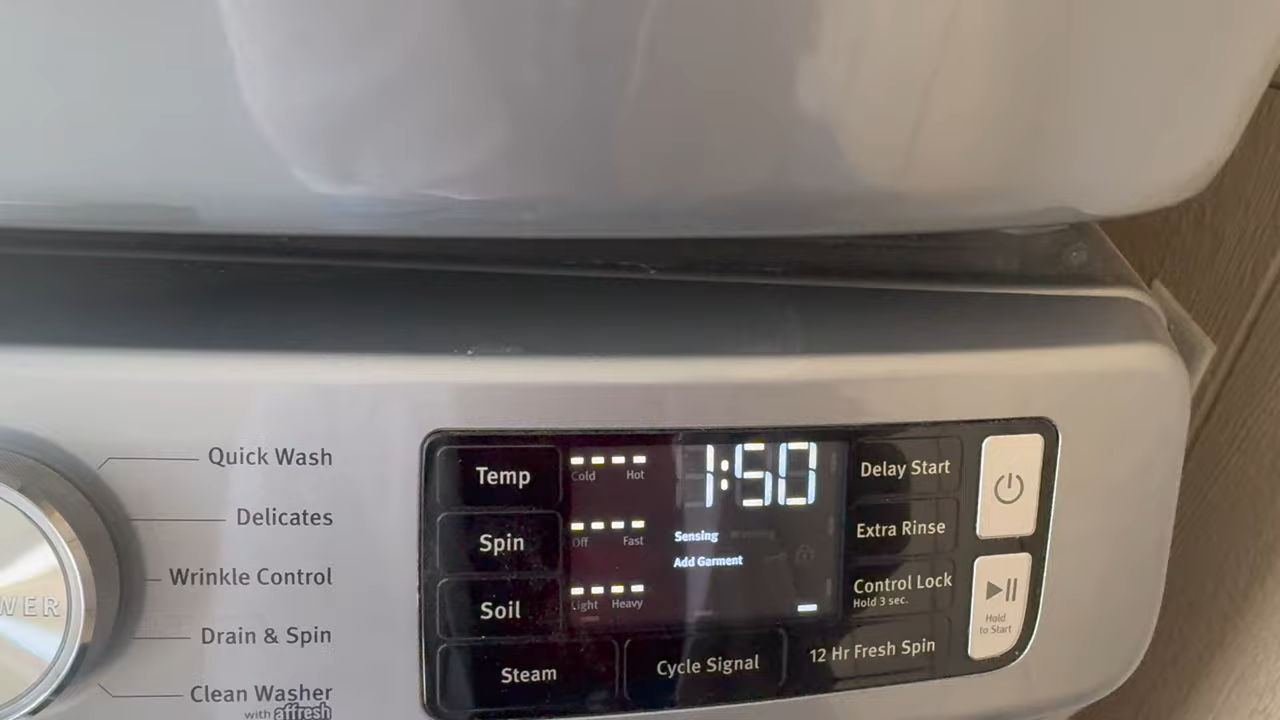 Quick Wash
Delicates
Wrinkle Control
WER
Drain & Spin
Clean Washer
with affresh
Temp
Cold Hot
Spin
Off Fast
Soil
Light Heavy
1:50
Sensing
Add Garment
Steam
Cycle Signal
Delay Start
Extra Rinse
Control Lock
Hold 3 sec.
12 Hr Fresh Spin
Hold
to Start